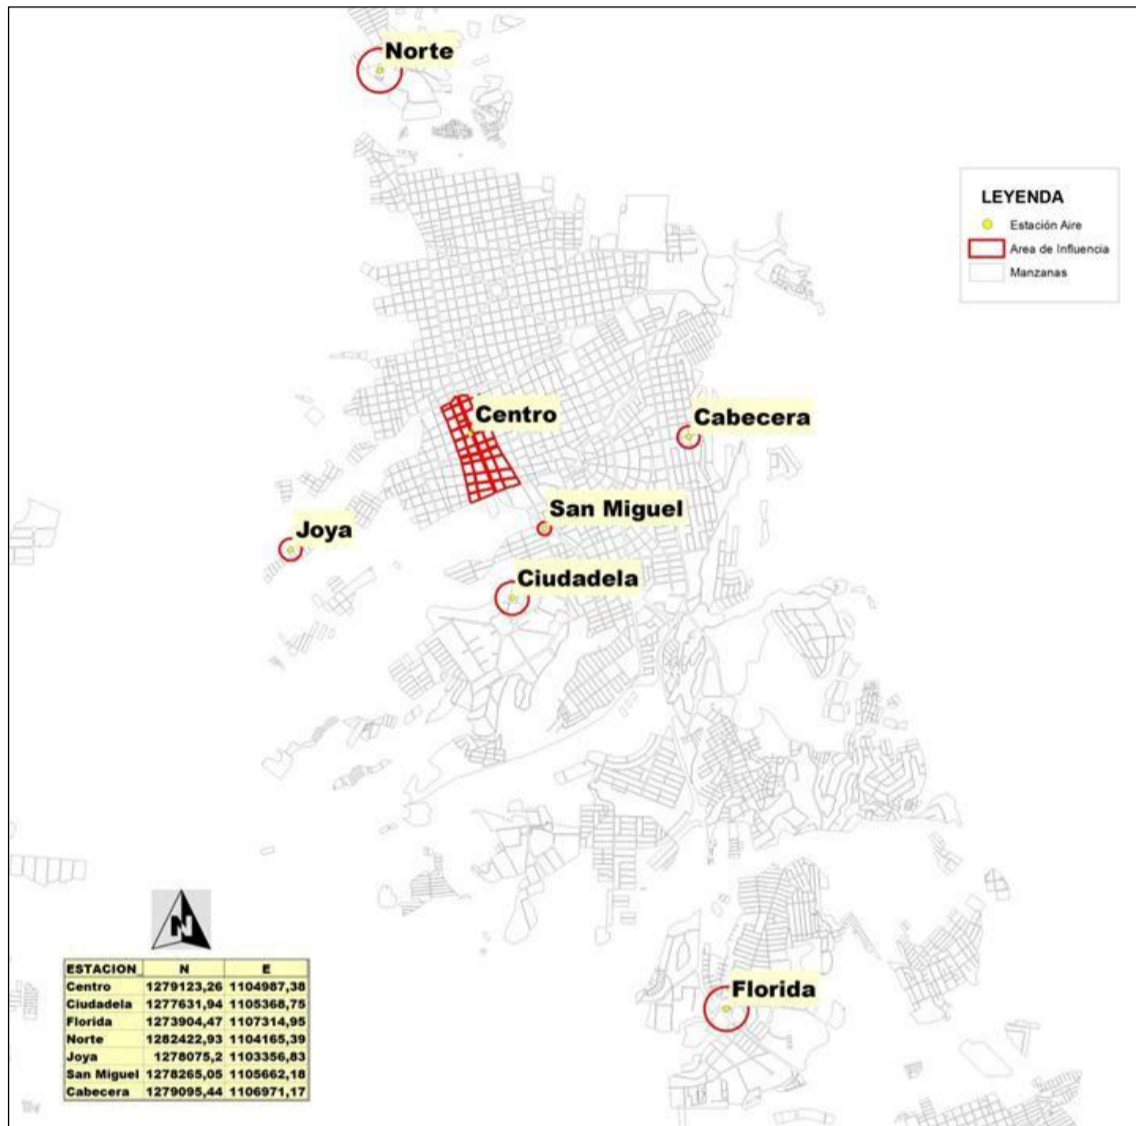 Norte
LEYENDA
Estación Aire
Area de Influencia
Manzanas
Centro
Cabecera
San Miguel
Joya
Ciudadela
Florida
N
ESTACION N E
Centro 1279123,26 1104987,38
Ciudadela 1277631,94 1105368,75
Florida 1273904,47 1107314,95
Norte 1282422,93 1104165,39
Joya 1278075,2 1103356,83
San Miguel 1278265,05 1105662,18
Cabecera 1279095,44 1106971,17